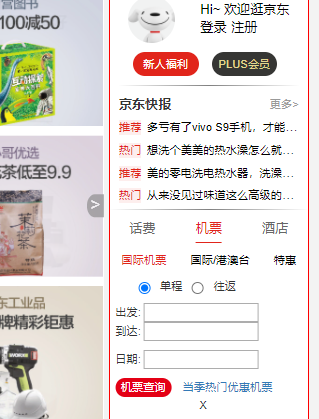 营图书
100减50
小哥优选
茶低至9.9
东工业品
牌精彩钜惠
WORX
>
Hi~ 欢迎逛京东
登录 注册
新人福利 PLUS会员
京东快报 更多>
推荐 多亏有了vivo S9手机，才能…
热门 想洗个美美的热水澡怎么就…
推荐 美的零电洗电热水器，洗澡…
热门 从来没见过味道这么高级的…
话费 机票 酒店
国际机票 国际/港澳台 特惠
单程 往返
出发:
到达:
日期:
机票查询 当季热门优惠机票
X